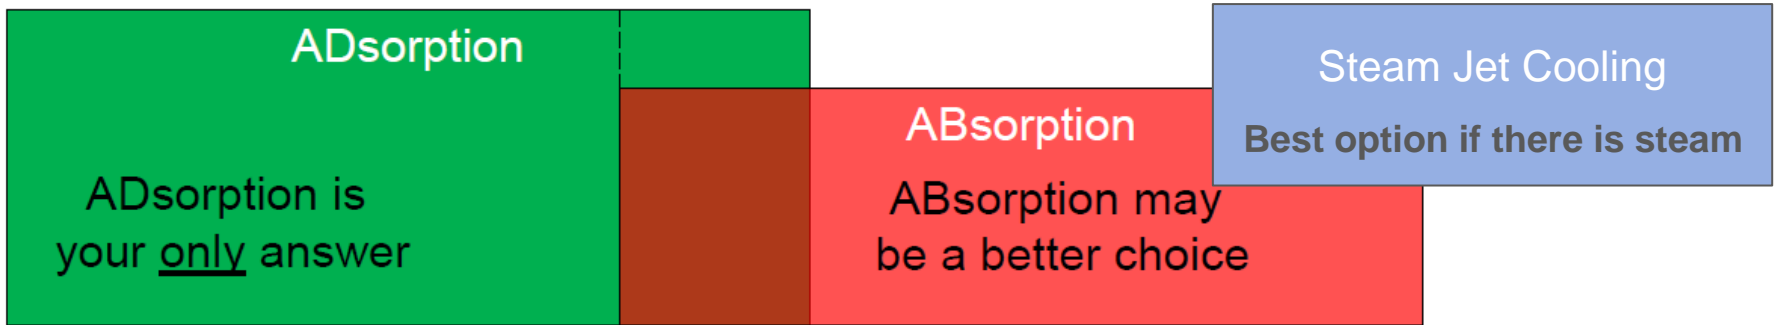 ADsorption
ADsorption is
your only answer
ABsorption
ABsorption may
be a better choice
Steam Jet Cooling
Best option if there is steam